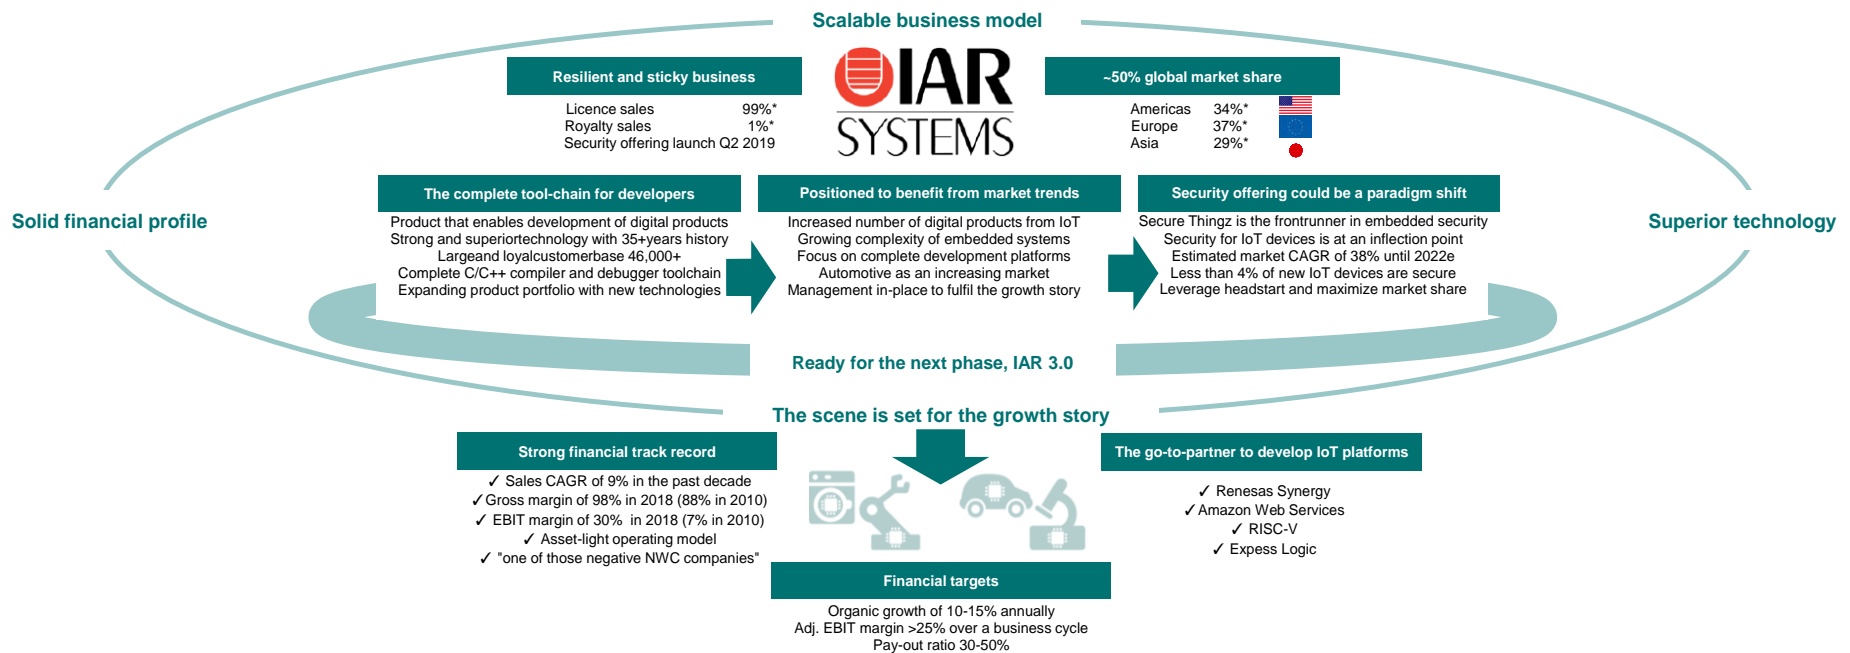 Scalable business model
IAR
SYSTEMS
Resilient and sticky business
Licence sales 99%*
Royalty sales 1%*
Security offering launch Q2 2019
~50% global market share
Americas 34%*
Europe 37%*
Asia 29%*
Solid financial profile
Superior technology
The complete tool-chain for developers
Product that enables development of digital products
Strong and superiortechnology with 35+years history
Largeand loyalcustomerbase 46,000+
Complete C/C++ compiler and debugger toolchain
Expanding product portfolio with new technologies
Positioned to benefit from market trends
Increased number of digital products from IoT
Growing complexity of embedded systems
Focus on complete development platforms
Automotive as an increasing market
Management in-place to fulfil the growth story
Security offering could be a paradigm shift
Secure Thingz is the frontrunner in embedded security
Security for IoT devices is at an inflection point
Estimated market CAGR of 38% until 2022e
Less than 4% of new IoT devices are secure
Leverage headstart and maximize market share
Ready for the next phase, IAR 3.0
The scene is set for the growth story
Strong financial track record
✓ Sales CAGR of 9% in the past decade
✓Gross margin of 98% in 2018 (88% in 2010)
✓ EBIT margin of 30% in 2018 (7% in 2010)
✓ Asset-light operating model
✓ "one of those negative NWC companies"
The go-to-partner to develop IoT platforms
✓ Renesas Synergy
✓Amazon Web Services
✓ RISC-V
✓ Expess Logic
Financial targets
Organic growth of 10-15% annually
Adj. EBIT margin >25% over a business cycle
Pay-out ratio 30-50%